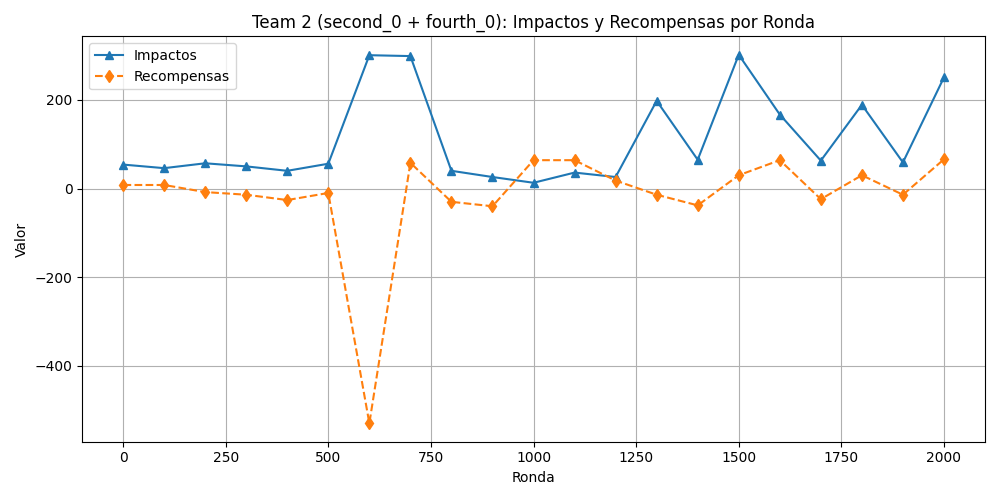 Team 2 (second_0 + fourth_0): Impactos y Recompensas por Ronda
Impactos
Recompensas
200
0
−200
−400
Valor
0 250 500 750 1000 1250 1500 1750 2000
Ronda